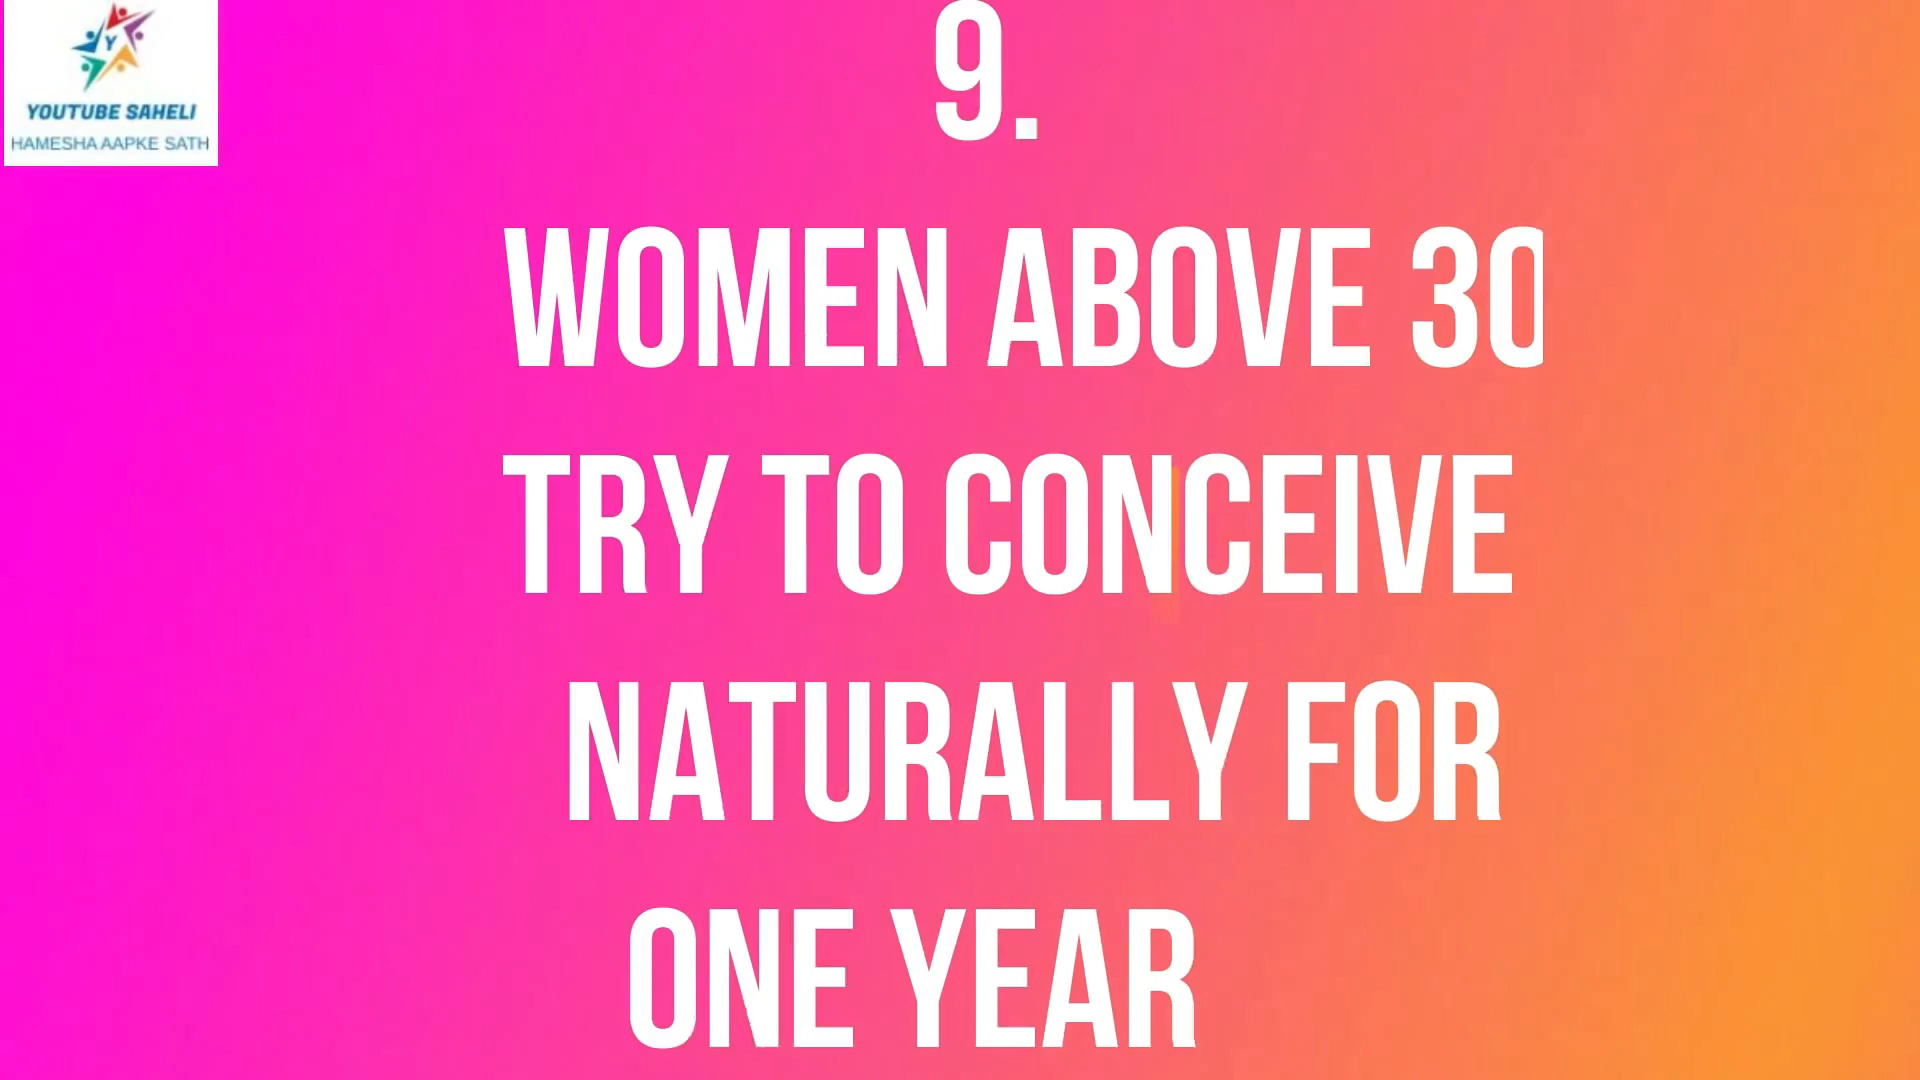 Y
YOUTUBE SAHELI
HAMESHA AAPKE SATH
9.
WOMEN ABOVE 30
TRY TO CONCEIVE
NATURALLY FOR
ONE YEAR